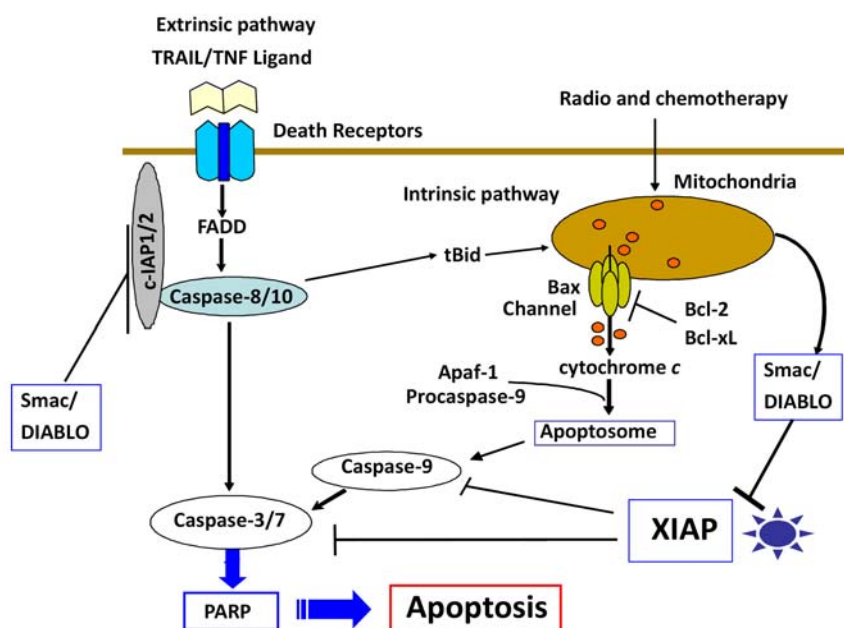 Extrinsic pathway
TRAIL/TNF Ligand
Death Receptors
Radio and chemotherapy
Intrinsic pathway
Mitochondria
c-IAP1/2
FADD
tBid
Caspase-8/10
Bax
Channel
Bcl-2
Bcl-xL
cytochrome c
Apaf-1
Procaspase-9
Smac/
DIABLO
Smac/
DIABLO
Apoptosome
Caspase-9
Caspase-3/7
XIAP
PARP
Apoptosis